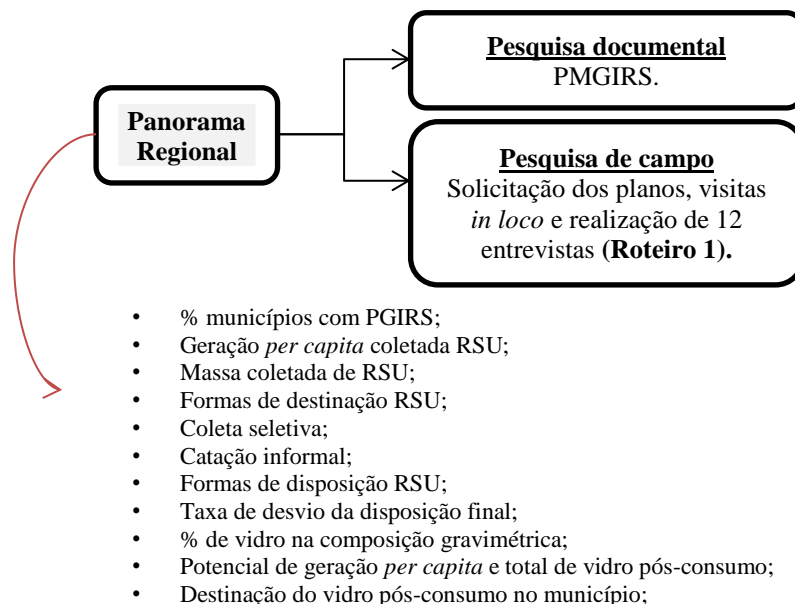 Pesquisa documental
PMGIRS.
Panorama
Regional
Pesquisa de campo
Solicitação dos planos, visitas
in loco e realização de 12
entrevistas (Roteiro 1).
• % municípios com PGIRS;
• Geração per capita coletada RSU;
• Massa coletada de RSU;
• Formas de destinação RSU;
• Coleta seletiva;
• Catação informal;
• Formas de disposição RSU;
• Taxa de desvio da disposição final;
• % de vidro na composição gravimétrica;
• Potencial de geração per capita e total de vidro pós-consumo;
• Destinação do vidro pós-consumo no município;